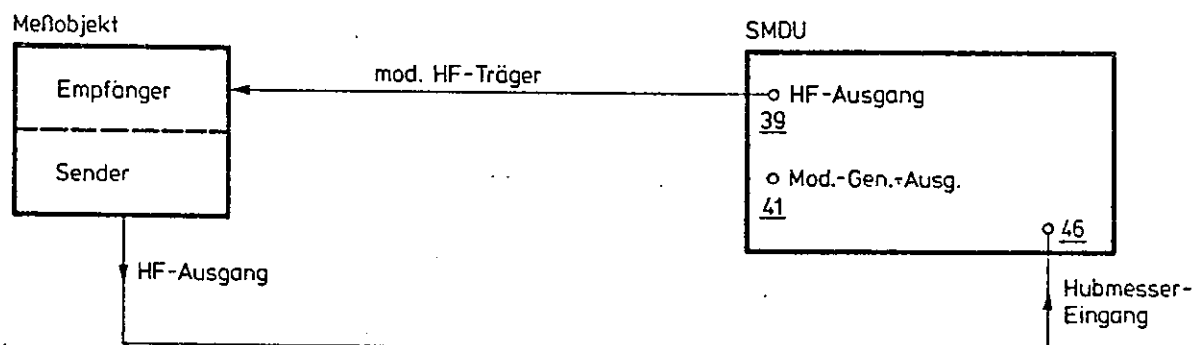 Meßobjekt
SMDU
Empfänger
mod. HF-Träger
HF-Ausgang
39
Sender
Mod.-Gen.-Ausg.
41
46
HF-Ausgang
Hubmesser-
Eingang